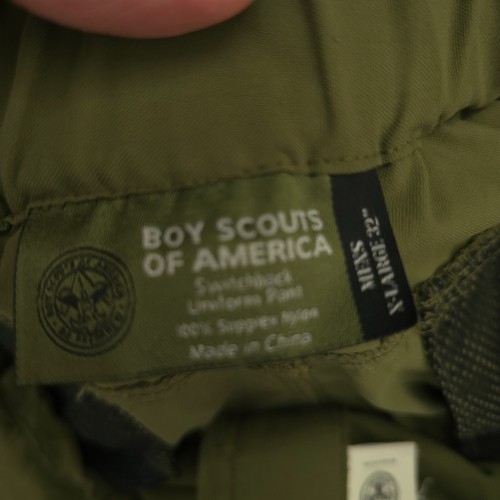 BOY SCOUTS
OF AMERICA
Switchback
Uniform Pant
100% Supplex Nylon
Made in China
MENS
X-LARGE 32"